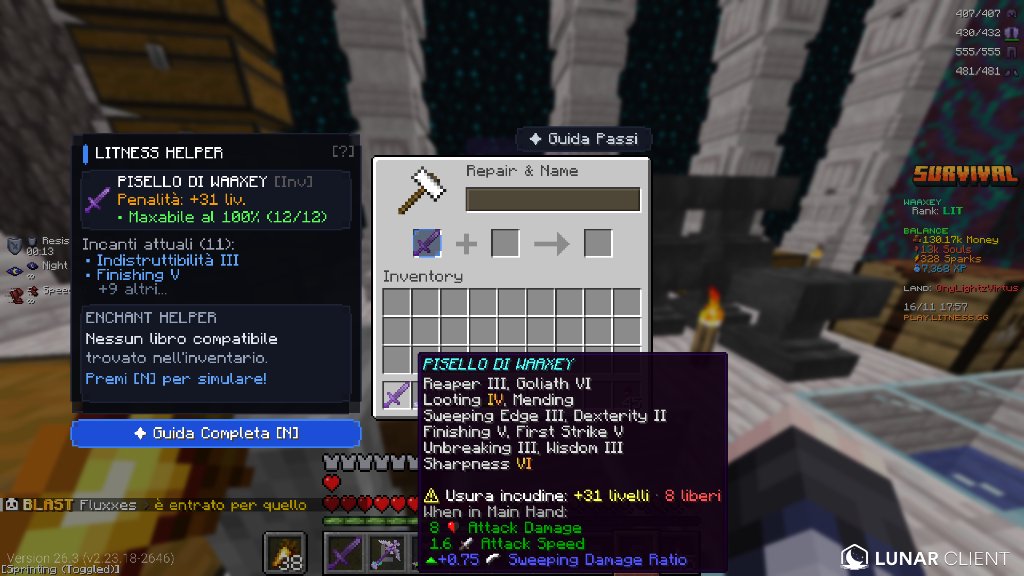 407/407
430/432
555/555
481/481
Guida Passi
LITNESS HELPER [?]
PISELLO DI WAAXEY [Inv]
Penalità: +31 liv.
• Maxabile al 100% (12/12)
Incanti attuali (11):
• Indistruttibilità III
• Finishing V
+9 altri...
ENCHANT HELPER
Nessun libro compatibile
trovato nell'inventario.
Premi [N] per simulare!
Guida Completa [N]
Resis
00:13
Night
Speed
Repair & Name
Inventory
PISELLO DI WAAXEY
Reaper III, Goliath VI
Looting IV, Mending
Sweeping Edge III, Dexterity II
Finishing V, First Strike V
Unbreaking III, Wisdom III
Sharpness VI
Usura incudine: +31 livelli · 8 liberi
When in Main Hand:
8 Attack Damage
1.6 Attack Speed
+0.75 Sweeping Damage Ratio
SURVIVAL
WAAXEY
Rank: LIT
BALANCE
130.17k Money
13k Souls
328 Sparks
7,368 XP
LAND: OnyLightzVirtus
16/11 17:57
PLAY.LITNESS.GG
BLAST Fluxxes è entrato per quello
38
Version 26.3 (v2.23.18-2646)
[Sprinting (Toggled)]
LUNAR CLIENT